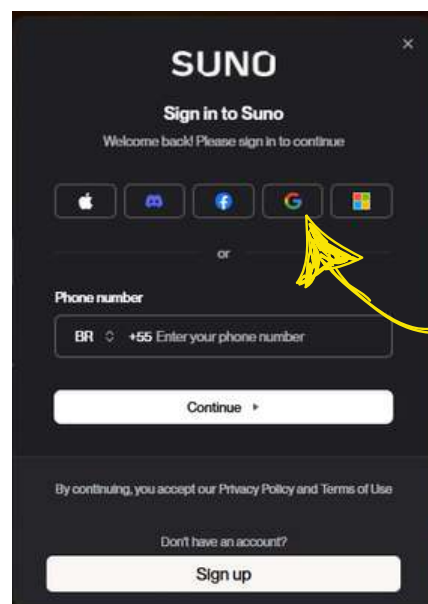 SUNO
Sign in to Suno
Welcome back! Please sign in to continue
or
Phone number
BR +55 Enter your phone number
Continue
By continuing, you accept our Privacy Policy and Terms of Use
Don't have an account?
Sign up